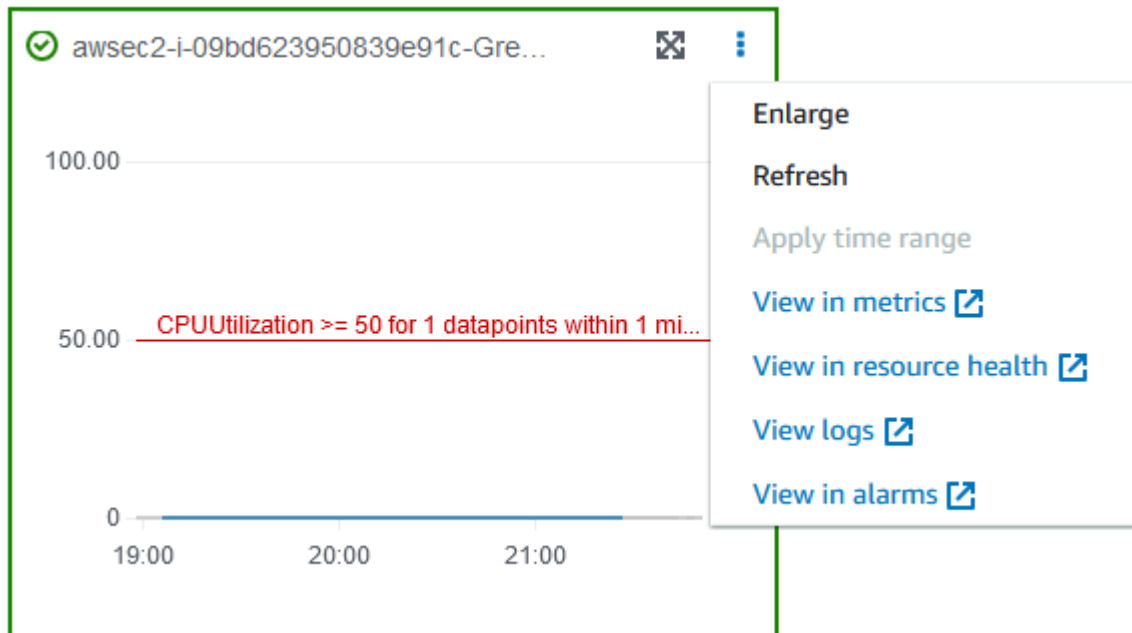 awsec2-i-09bd623950839e91c-Gre...
Enlarge
Refresh
Apply time range
View in metrics
View in resource health
View logs
View in alarms
100.00
CPUUtilization >= 50 for 1 datapoints within 1 mi...
50.00
0
19:00 20:00 21:00